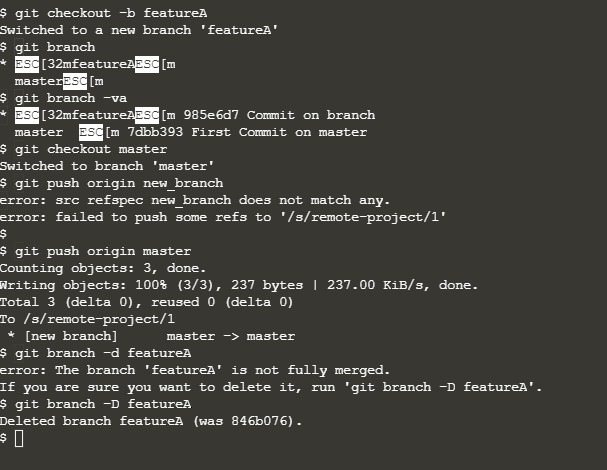 $ git checkout -b featureA
Switched to a new branch 'featureA'
$ git branch
* ESC[32mfeatureAESC[m
  masterESC[m
$ git branch -va
* ESC[32mfeatureAESC[m 985e6d7 Commit on branch
  master  ESC[m 7dbb393 First Commit on master
$ git checkout master
Switched to branch 'master'
$ git push origin new_branch
error: src refspec new_branch does not match any.
error: failed to push some refs to '/s/remote-project/1'
$
$ git push origin master
Counting objects: 3, done.
Writing objects: 100% (3/3), 237 bytes | 237.00 KiB/s, done.
Total 3 (delta 0), reused 0 (delta 0)
To /s/remote-project/1
 * [new branch]      master -> master
$ git branch -d featureA
error: The branch 'featureA' is not fully merged.
If you are sure you want to delete it, run 'git branch -D featureA'.
$ git branch -D featureA
Deleted branch featureA (was 846b076).
$